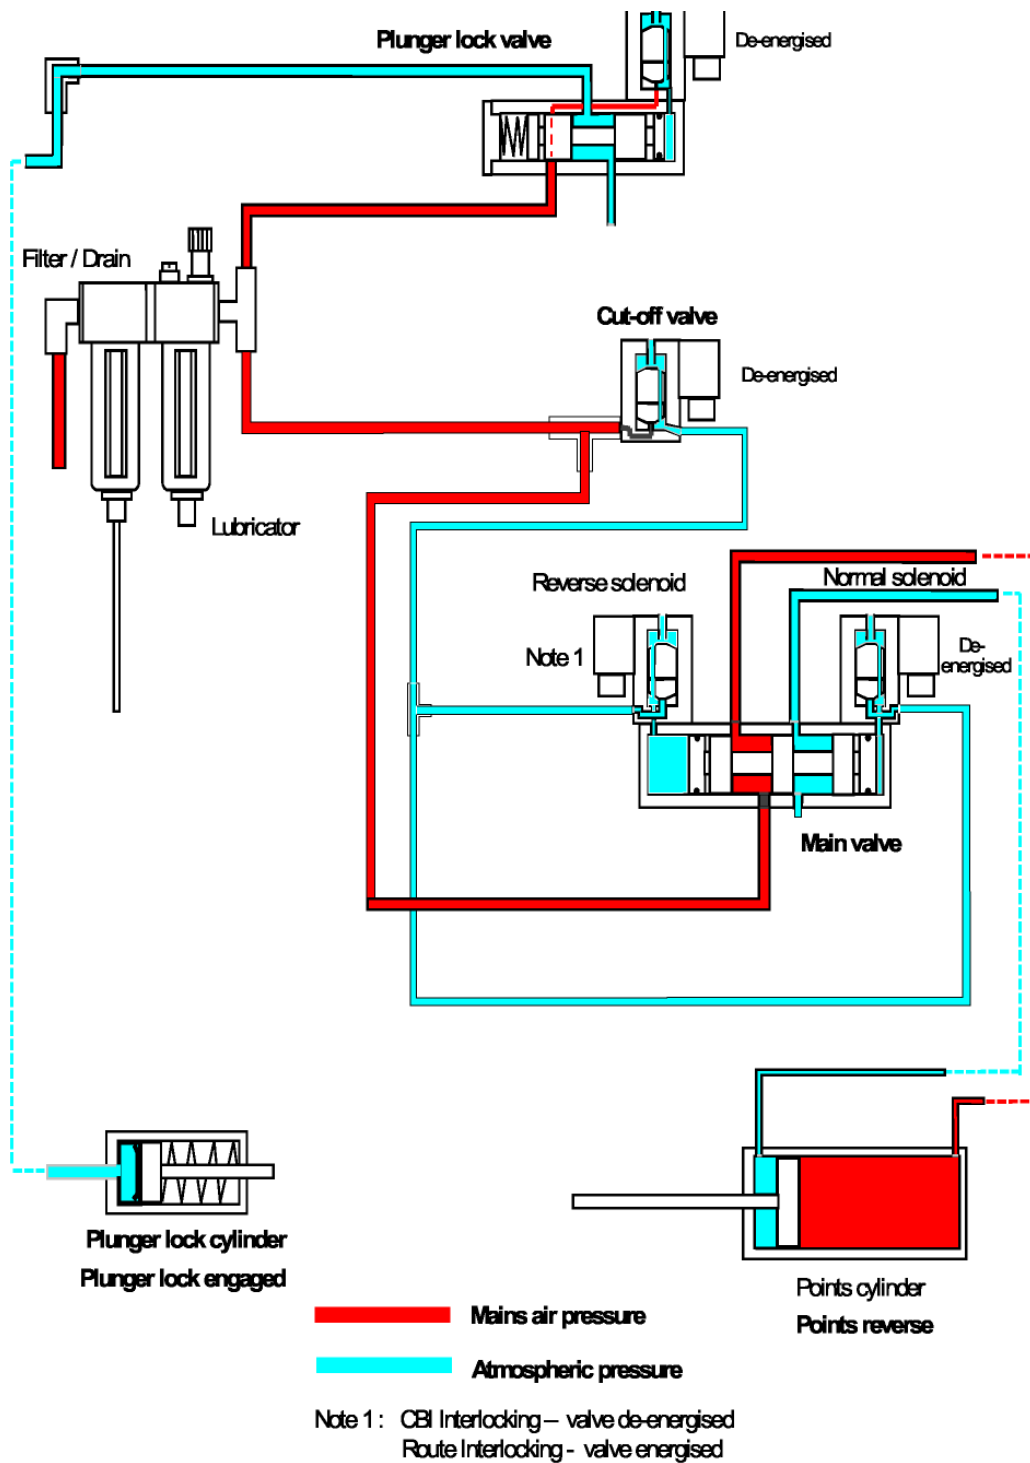 Plunger lock valve
De-energised
Filter / Drain
Cut-off valve
De-energised
Lubricator
Reverse solenoid
Normal solenoid
Note 1
De-
energised
Main valve
Plunger lock cylinder
Plunger lock engaged
Points cylinder
Points reverse
Mains air pressure
Atmospheric pressure
Note 1 : CBI Interlocking – valve de-energised
Route Interlocking - valve energised